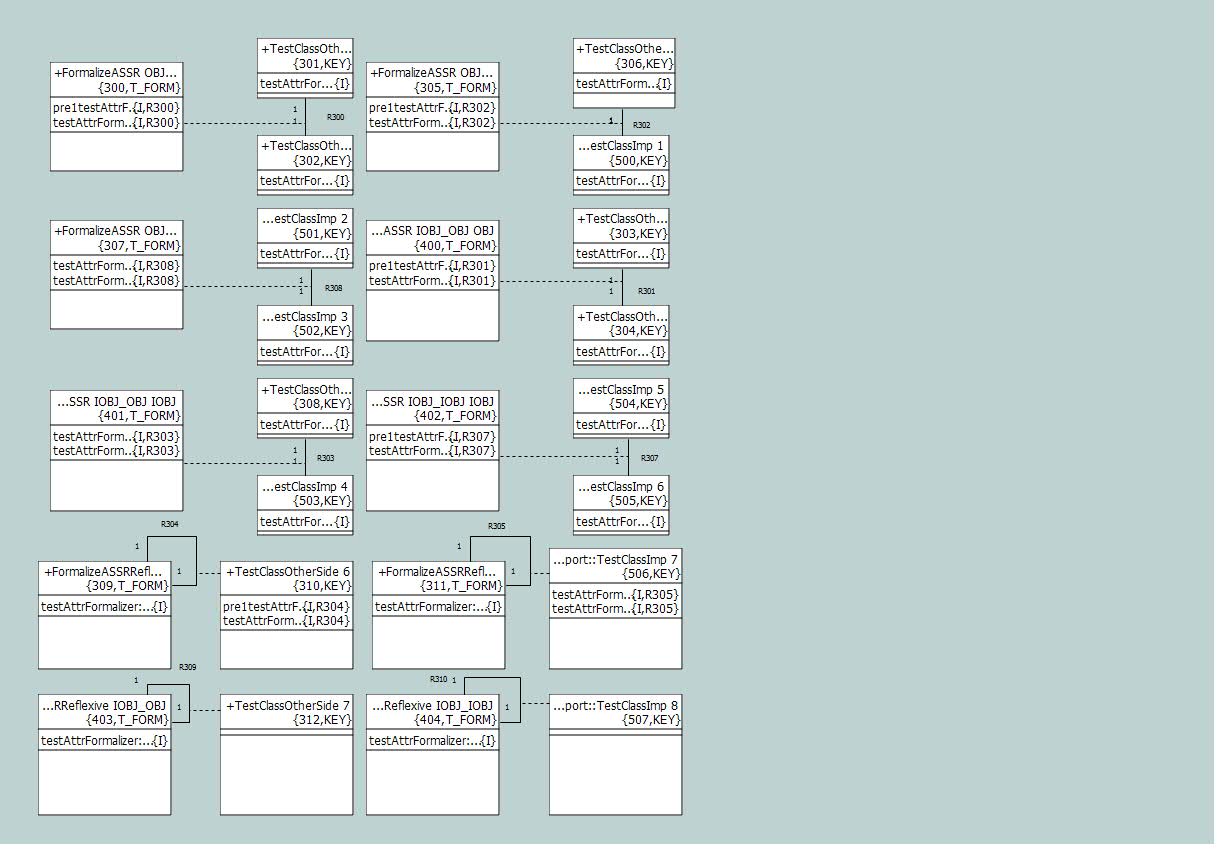 +FormalizeASSR OBJ...
{300,T_FORM}
pre1testAttrF..{I,R300}
testAttrForm...{I,R300}
+TestClassOth...
{301,KEY}
testAttrFor...{I}
1
R300
1
+TestClassOth...
{302,KEY}
testAttrFor...{I}
+FormalizeASSR OBJ...
{305,T_FORM}
pre1testAttrF..{I,R302}
testAttrForm...{I,R302}
+TestClassOthe...
{306,KEY}
testAttrForm...{I}
1
R302
...estClassImp 1
{500,KEY}
testAttrFor...{I}
+FormalizeASSR OBJ...
{307,T_FORM}
testAttrForm...{I,R308}
testAttrForm...{I,R308}
...estClassImp 2
{501,KEY}
testAttrFor...{I}
1
R308
1
...estClassImp 3
{502,KEY}
testAttrFor...{I}
...ASSR IOBJ_OBJ OBJ
{400,T_FORM}
pre1testAttrF..{I,R301}
testAttrForm...{I,R301}
+TestClassOth...
{303,KEY}
testAttrFor...{I}
1
R301
1
+TestClassOth...
{304,KEY}
testAttrFor...{I}
...SSR IOBJ_OBJ IOBJ
{401,T_FORM}
testAttrForm...{I,R303}
testAttrForm...{I,R303}
+TestClassOth...
{308,KEY}
testAttrFor...{I}
1
R303
1
...estClassImp 4
{503,KEY}
testAttrFor...{I}
...SSR IOBJ_IOBJ IOBJ
{402,T_FORM}
pre1testAttrF..{I,R307}
testAttrForm...{I,R307}
...estClassImp 5
{504,KEY}
testAttrFor...{I}
1
R307
1
...estClassImp 6
{505,KEY}
testAttrFor...{I}
R304
1
1
+FormalizeASSRRefl...
{309,T_FORM}
testAttrFormalizer:...{I}
+TestClassOtherSide 6
{310,KEY}
pre1testAttrF..{I,R304}
testAttrForm...{I,R304}
R305
1
1
+FormalizeASSRRefl...
{311,T_FORM}
testAttrFormalizer:...{I}
...port::TestClassImp 7
{506,KEY}
testAttrForm...{I,R305}
testAttrForm...{I,R305}
R309
1
1
...RReflexive IOBJ_OBJ
{403,T_FORM}
testAttrFormalizer:...{I}
+TestClassOtherSide 7
{312,KEY}
R310
1
1
...Reflexive IOBJ_IOBJ
{404,T_FORM}
testAttrFormalizer:...{I}
...port::TestClassImp 8
{507,KEY}